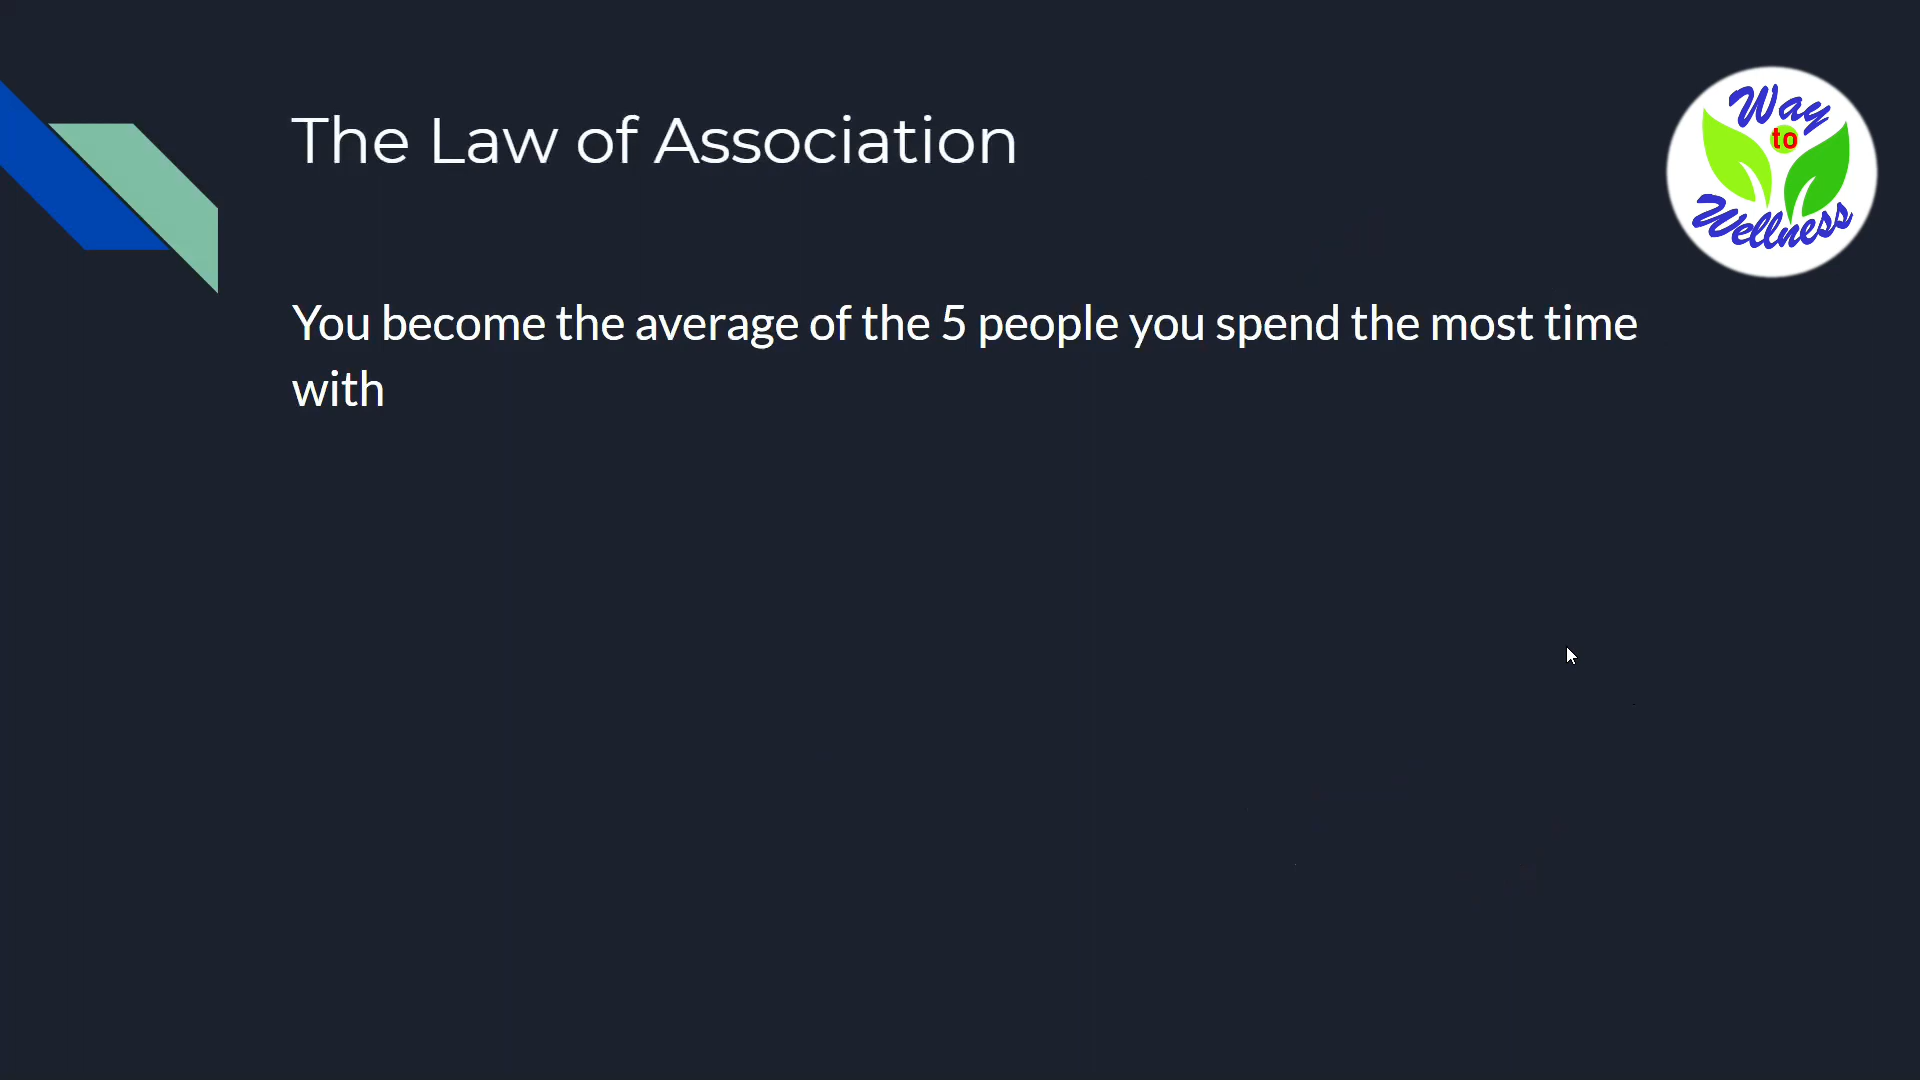 The Law of Association
Way
to
Wellness
You become the average of the 5 people you spend the most time
with